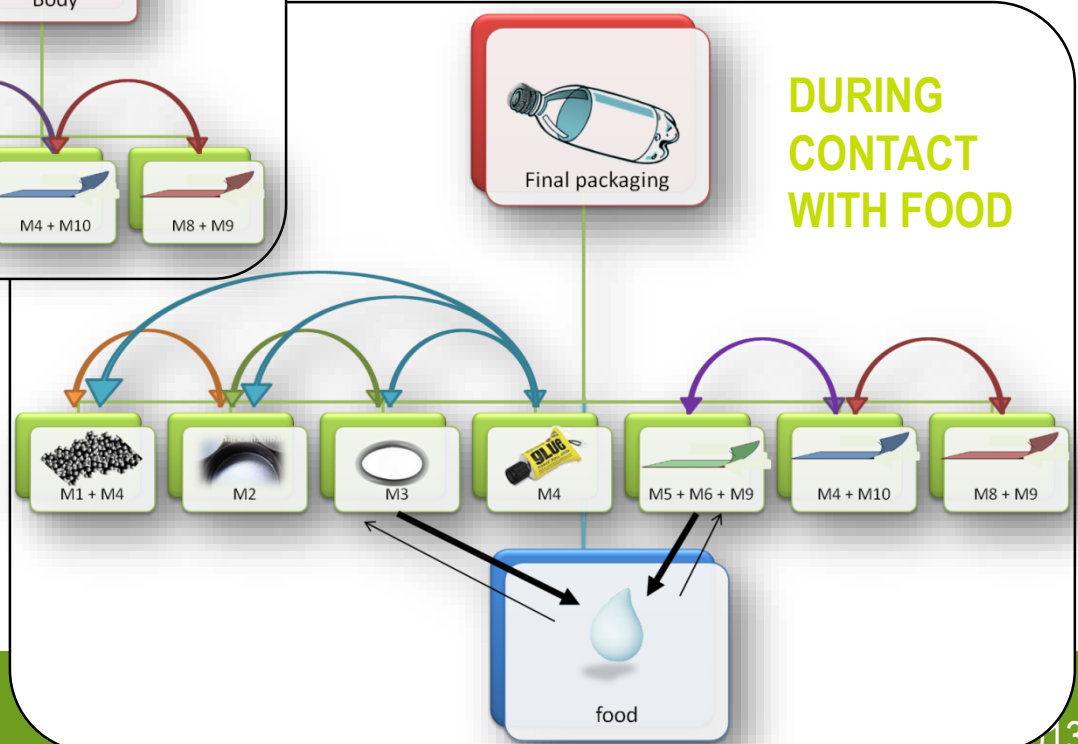 Body
M4 + M10
M8 + M9
Final packaging
DURING
CONTACT
WITH FOOD
M1 + M4
M2
M3
GLUE
M4
M5 + M6 + M9
M4 + M10
M8 + M9
food
13